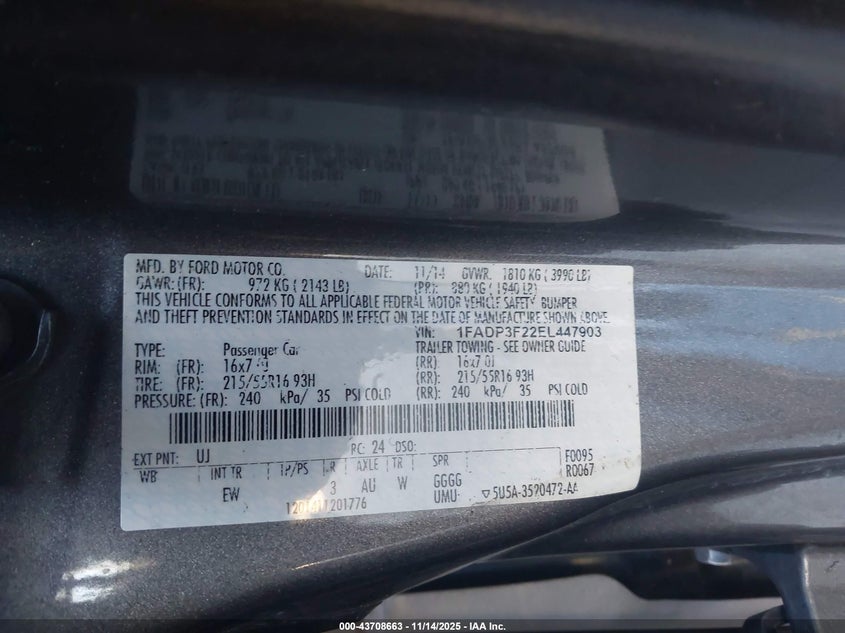 MFD. BY FORD MOTOR CO. DATE: 11/14 GVWR: 1810 KG ( 3990 LB)
GAWR: (FR): 972 KG ( 2143 LB) (RR): 880 KG ( 1940 LB)
THIS VEHICLE CONFORMS TO ALL APPLICABLE FEDERAL MOTOR VEHICLE SAFETY, BUMPER
AND THEFT PREVENTION STANDARDS IN EFFECT ON THE DATE OF MANUFACTURE SHOWN ABOVE.
VIN: 1FADP3F22EL447903
TYPE: Passenger Car TRAILER TOWING - SEE OWNER GUIDE
RIM: (FR): 16x7.0J (RR): 16x7.0J
TIRE: (FR): 215/55R16 93H (RR): 215/55R16 93H
PRESSURE: (FR): 240 kPa/ 35 PSI COLD (RR): 240 kPa/ 35 PSI COLD
EXT PNT: UJ RC: 24 DSO: F0095
WB INT TR TP/PS R AXLE TR SPR R0067
EW 3 AU W GGGG
UMU 5U5A-3520472-AA
000-43708663 - 11/14/2025 - IAA Inc.